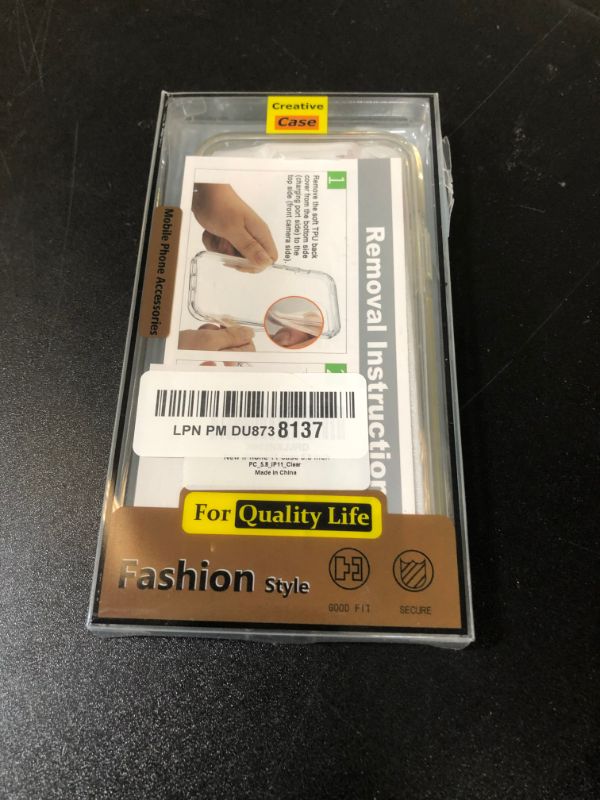 Creative
Case
Mobile Phone Accessories
Removal Instruction
1
Remove the soft TPU back
cover from the bottom side
(charging port side) to the
top side (front camera side).
2
LPN PM DU873 8137
PC_5.8_IP11_Clear
Made in China
For Quality Life
Fashion Style
GOOD FIT
SECURE